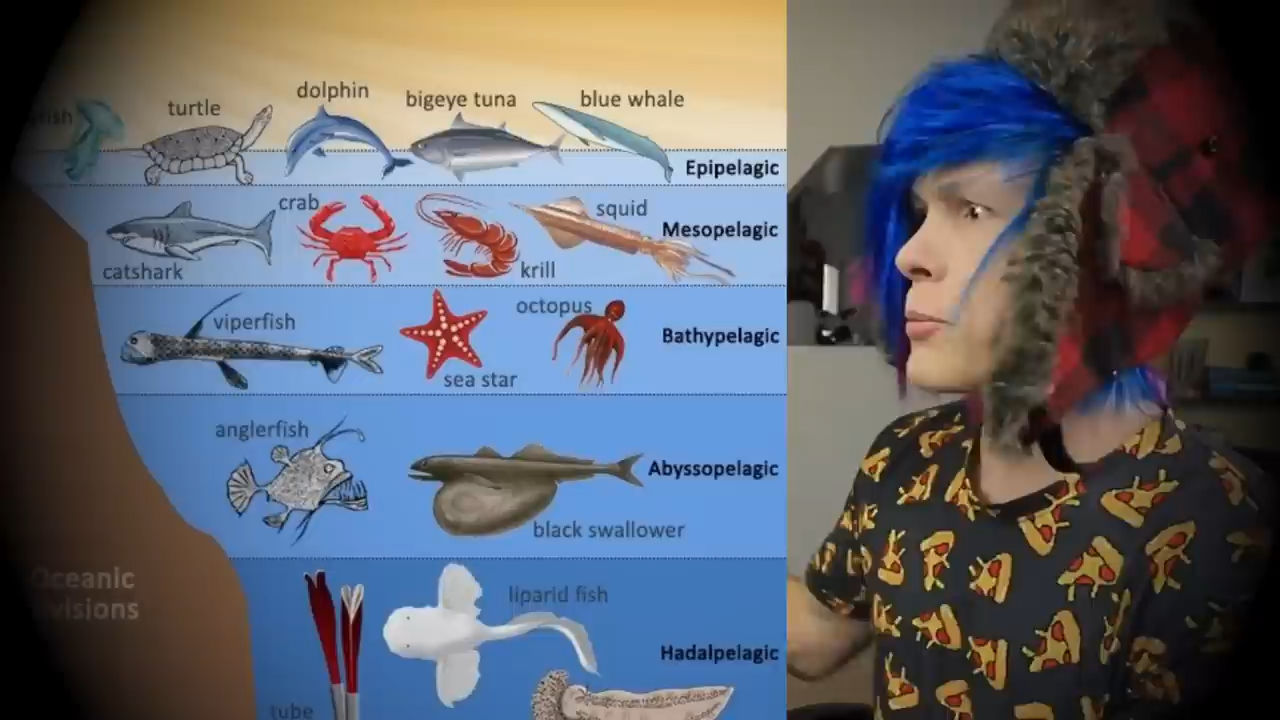 turtle
dolphin
bigeye tuna
blue whale
Epipelagic
crab
squid
Mesopelagic
catshark
krill
viperfish
octopus
Bathypelagic
sea star
anglerfish
Abyssopelagic
black swallower
Oceanic
liparid fish
Hadalpelagic
tube